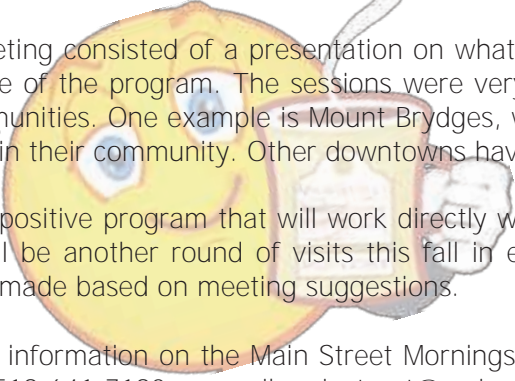 eting consisted of a presentation on what
e of the program. The sessions were very
munities. One example is Mount Brydges, w
in their community. Other downtowns hav
positive program that will work directly w
l be another round of visits this fall in e
made based on meeting suggestions.
information on the Main Street Mornings